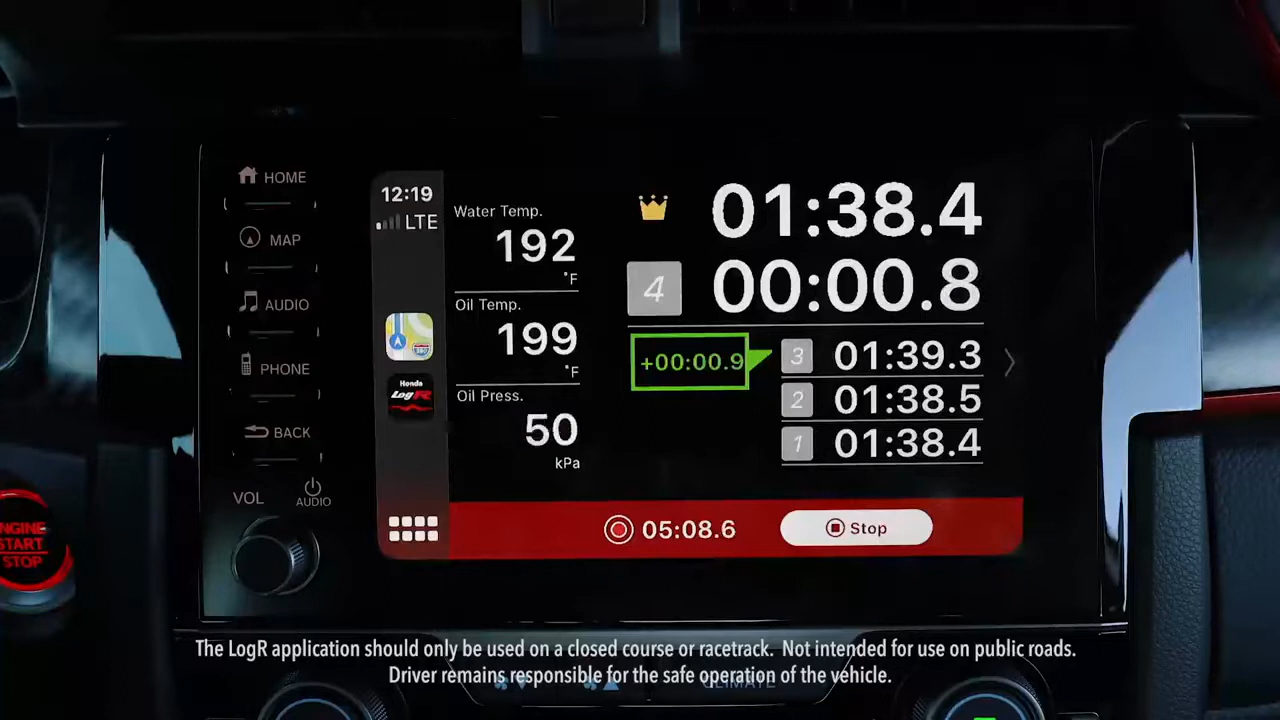 HOME
MAP
AUDIO
PHONE
BACK
VOL
AUDIO
ENGINE
START
STOP
12:19
LTE
Honda
LogR
Water Temp.
192
°F
Oil Temp.
199
°F
Oil Press.
50
kPa
01:38.4
4 00:00.8
+00:00.9
3 01:39.3
2 01:38.5
1 01:38.4
05:08.6
Stop
The LogR application should only be used on a closed course or racetrack. Not intended for use on public roads.
Driver remains responsible for the safe operation of the vehicle.
CLIMATE